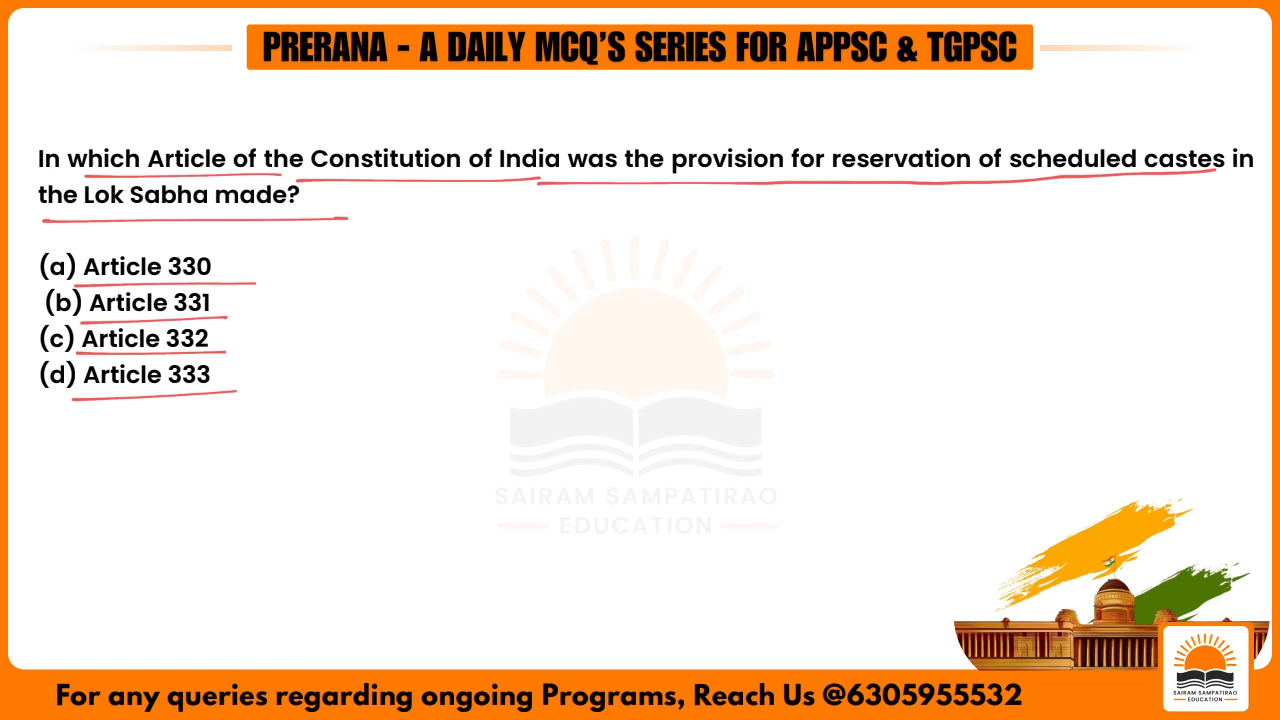 PRERANA - A DAILY MCQ'S SERIES FOR APPSC & TGPSC
In which Article of the Constitution of India was the provision for reservation of scheduled castes in
the Lok Sabha made?
(a) Article 330
(b) Article 331
(c) Article 332
(d) Article 333
SAIRAM SAMPATIRAO
EDUCATION
SAIRAM SAMPATIRAO
EDUCATION
For any queries regarding ongoing Programs, Reach Us @6305955532